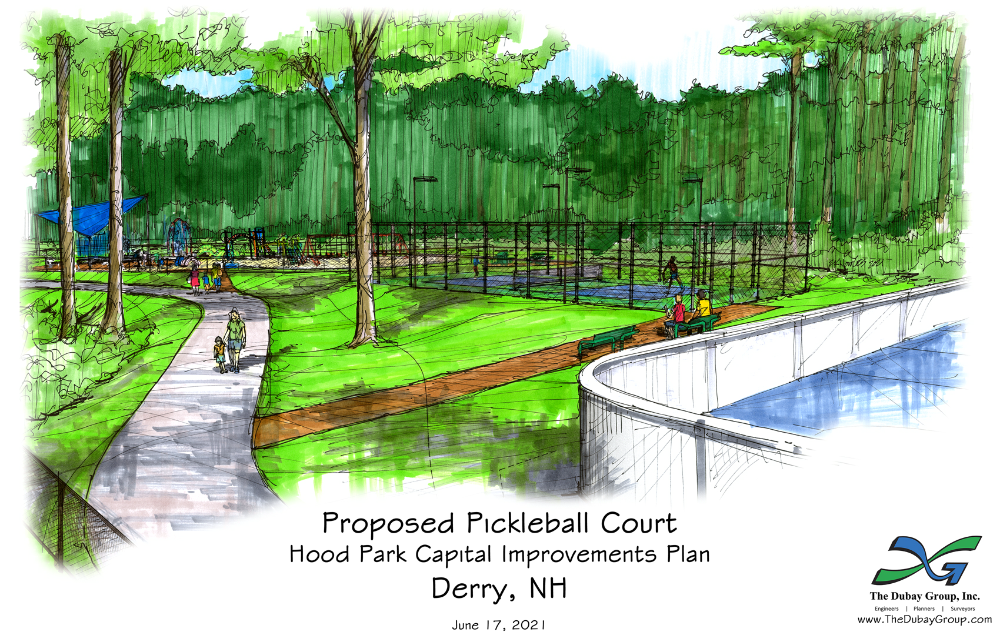 Proposed Pickleball Court
Hood Park Capital Improvements Plan
Derry, NH
June 17, 2021
The Dubay Group, Inc.
Engineers | Planners | Surveyors
www.TheDubayGroup.com